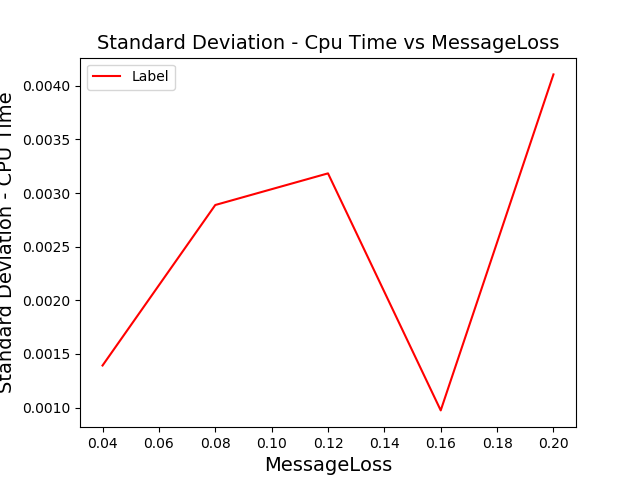 Standard Deviation - Cpu Time vs MessageLoss
Label
Standard Deviation - CPU Time
0.0040
0.0035
0.0030
0.0025
0.0020
0.0015
0.0010
0.04 0.06 0.08 0.10 0.12 0.14 0.16 0.18 0.20
MessageLoss